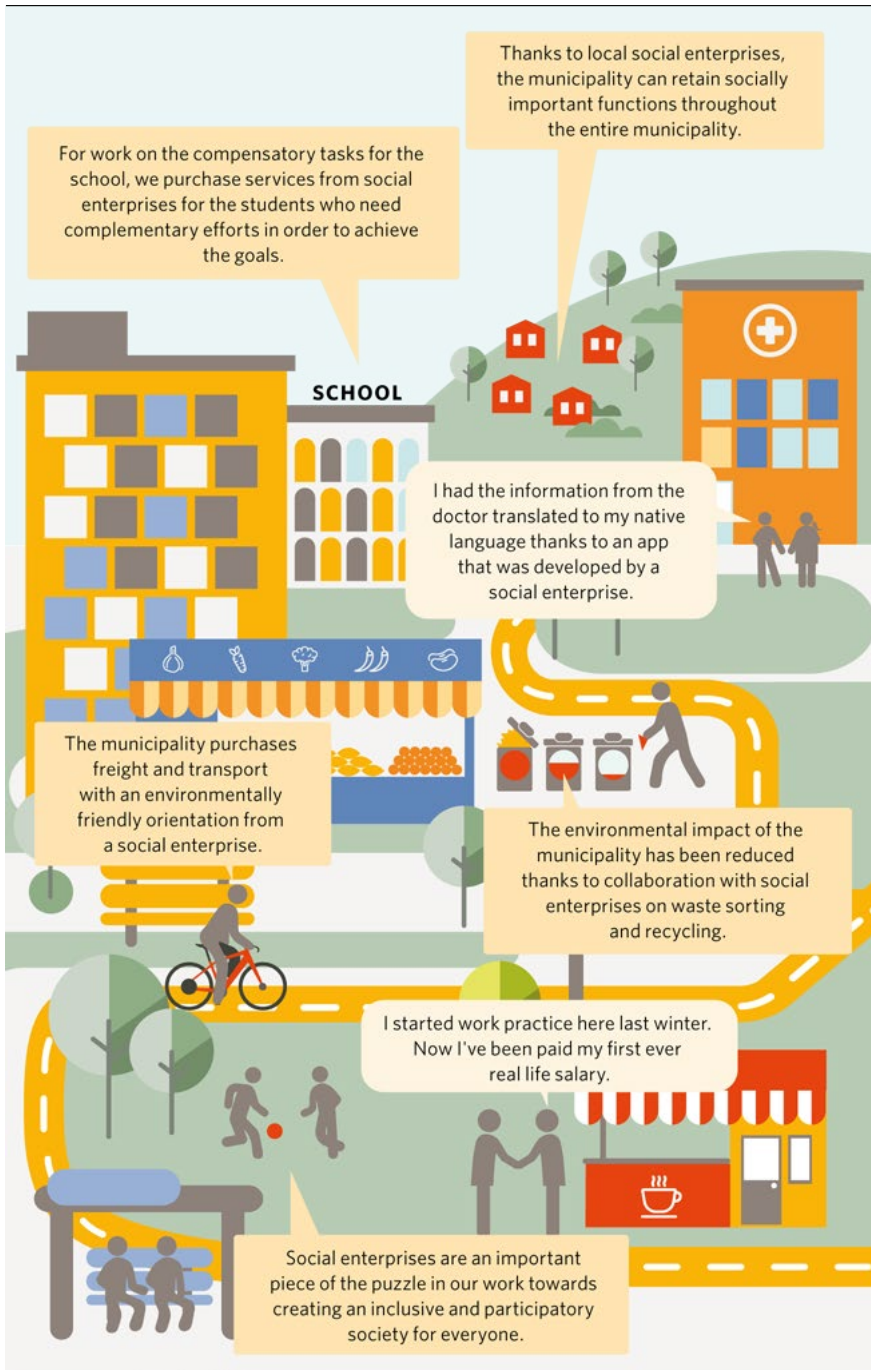 Thanks to local social enterprises,
the municipality can retain socially
important functions throughout
the entire municipality.
For work on the compensatory tasks for the
school, we purchase services from social
enterprises for the students who need
complementary efforts in order to achieve
the goals.
SCHOOL
I had the information from the
doctor translated to my native
language thanks to an app
that was developed by a
social enterprise.
The municipality purchases
freight and transport
with an environmentally
friendly orientation from
a social enterprise.
The environmental impact of the
municipality has been reduced
thanks to collaboration with social
enterprises on waste sorting
and recycling.
I started work practice here last winter.
Now I've been paid my first ever
real life salary.
Social enterprises are an important
piece of the puzzle in our work towards
creating an inclusive and participatory
society for everyone.